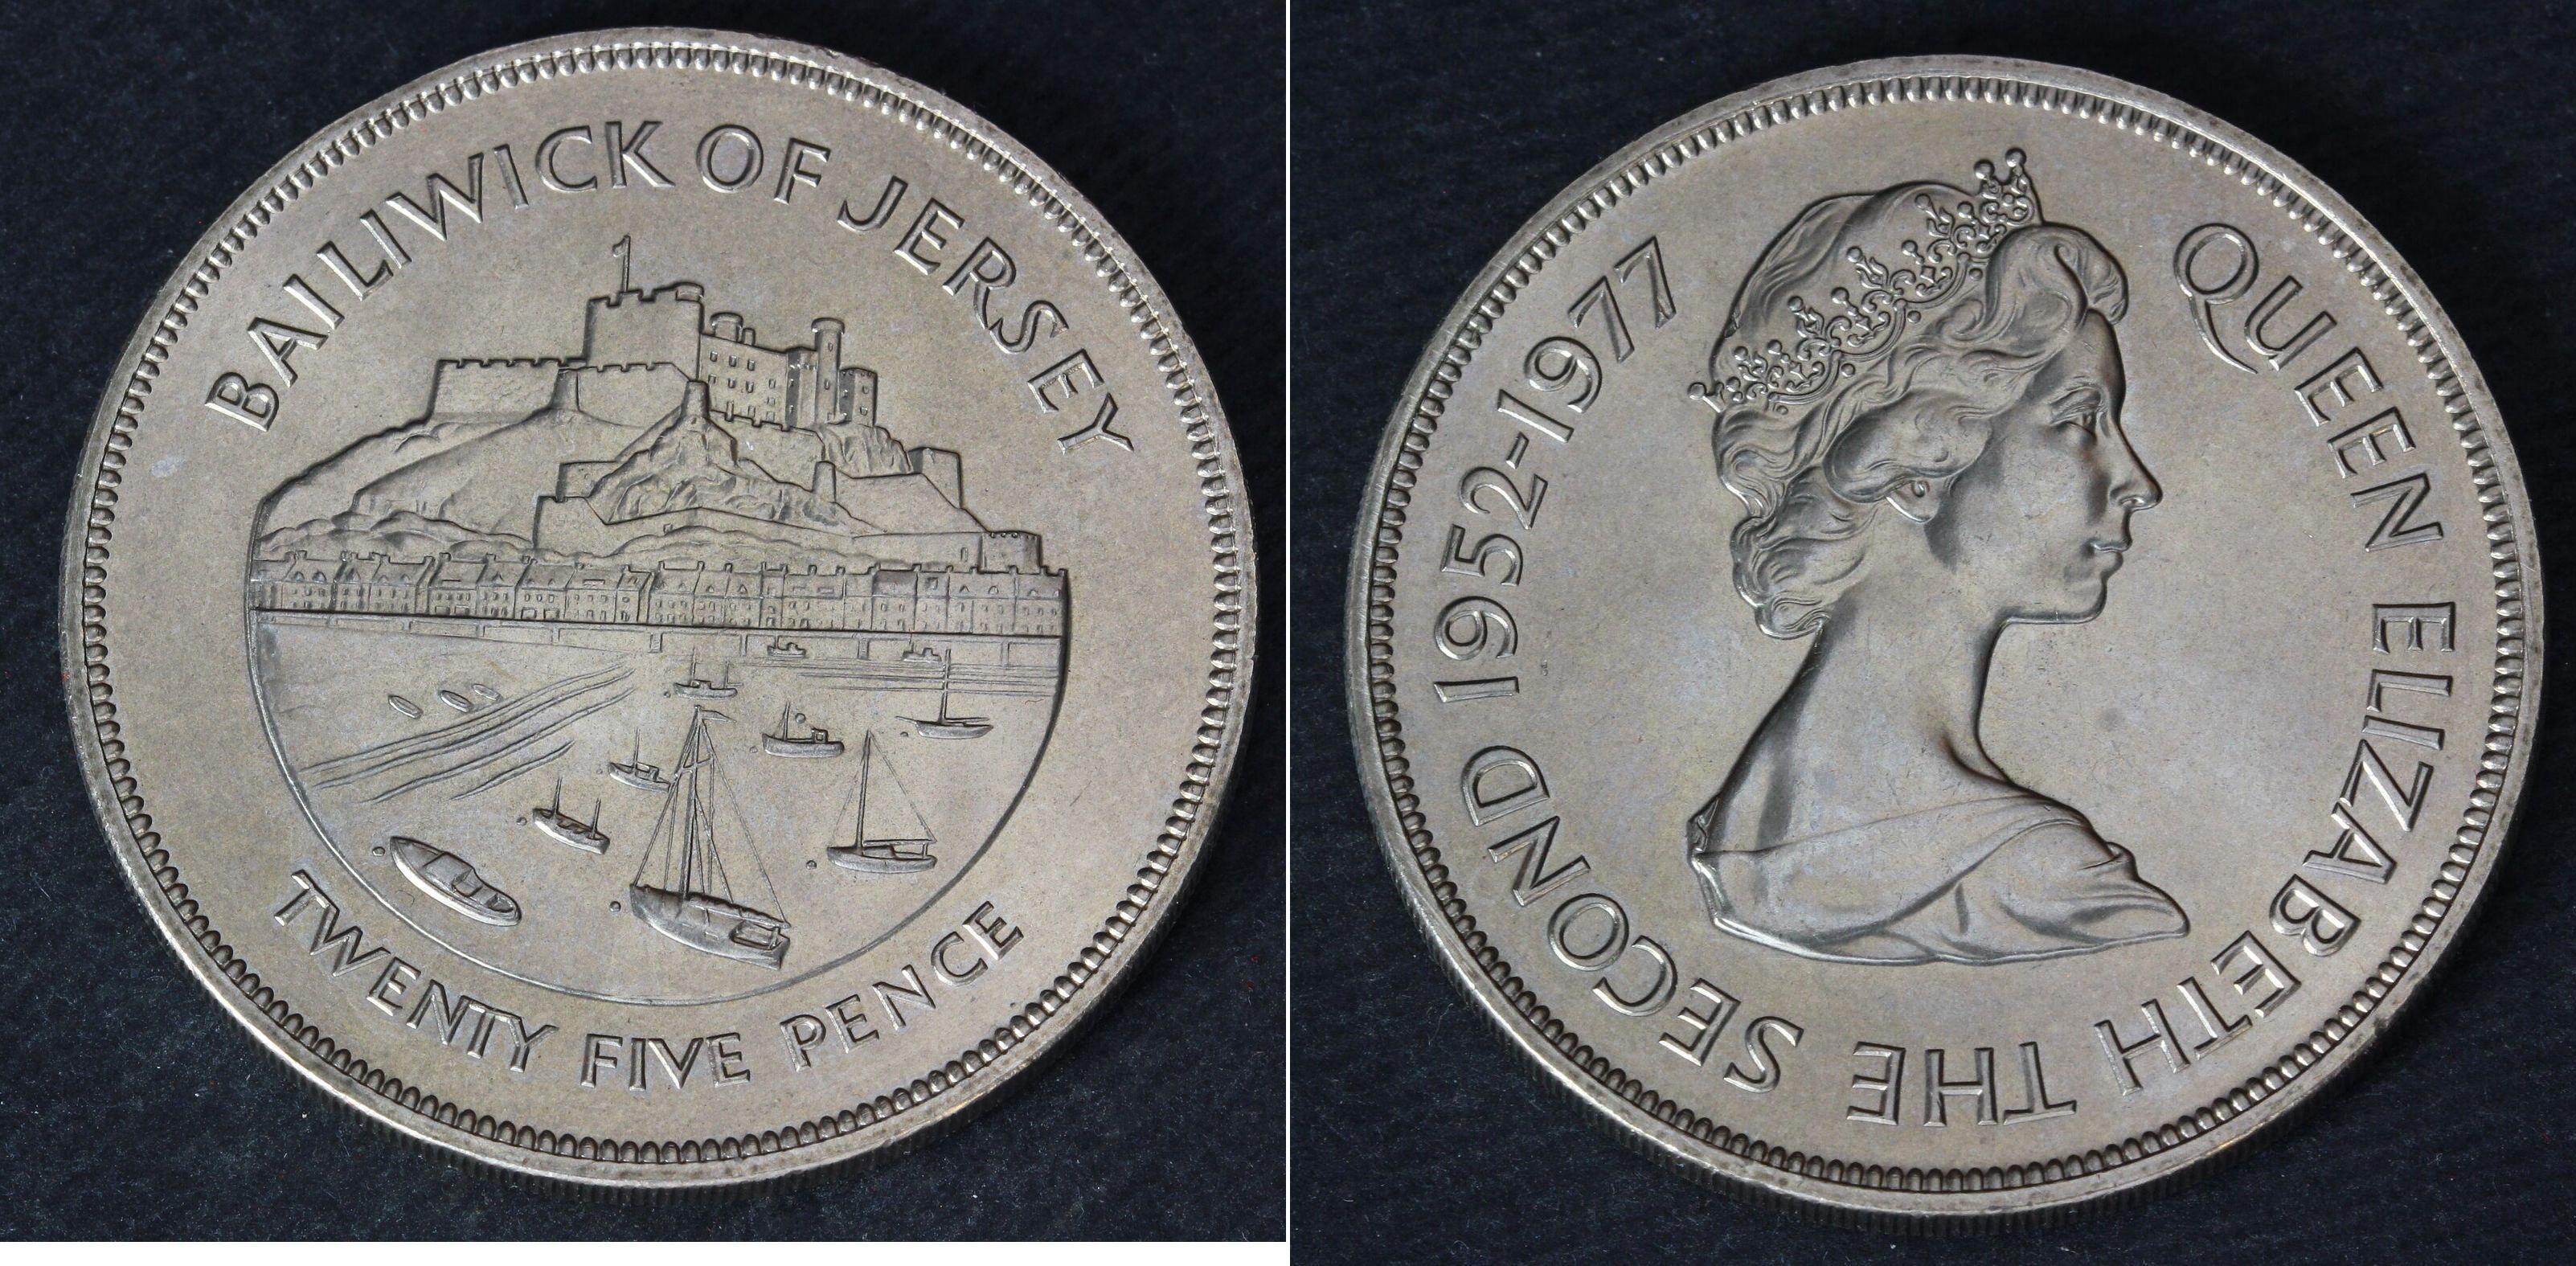 BAILIWICK OF JERSEY
TWENTY FIVE PENCE
QUEEN ELIZABETH THE SECOND 1952-1977